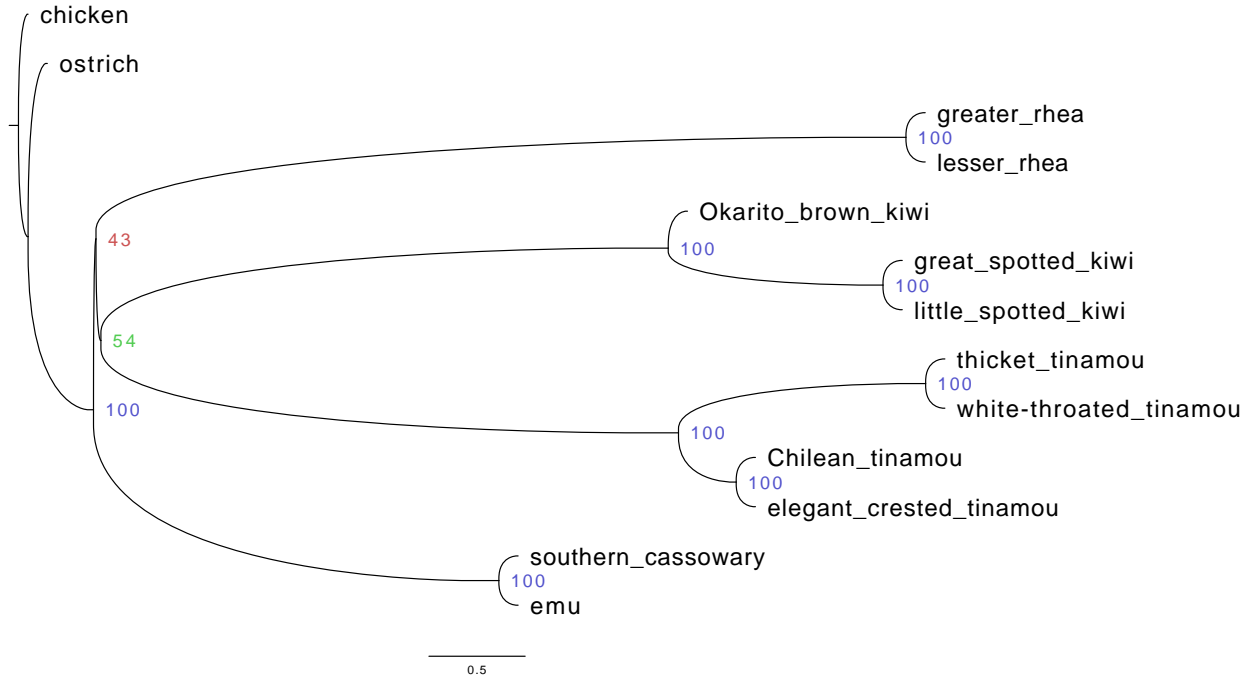 chicken
ostrich
greater_rhea
100
lesser_rhea
Okarito_brown_kiwi
43
100
great_spotted_kiwi
100
little_spotted_kiwi
54
thicket_tinamou
100
white-throated_tinamou
100
100
Chilean_tinamou
100
elegant_crested_tinamou
southern_cassowary
100
emu
0.5